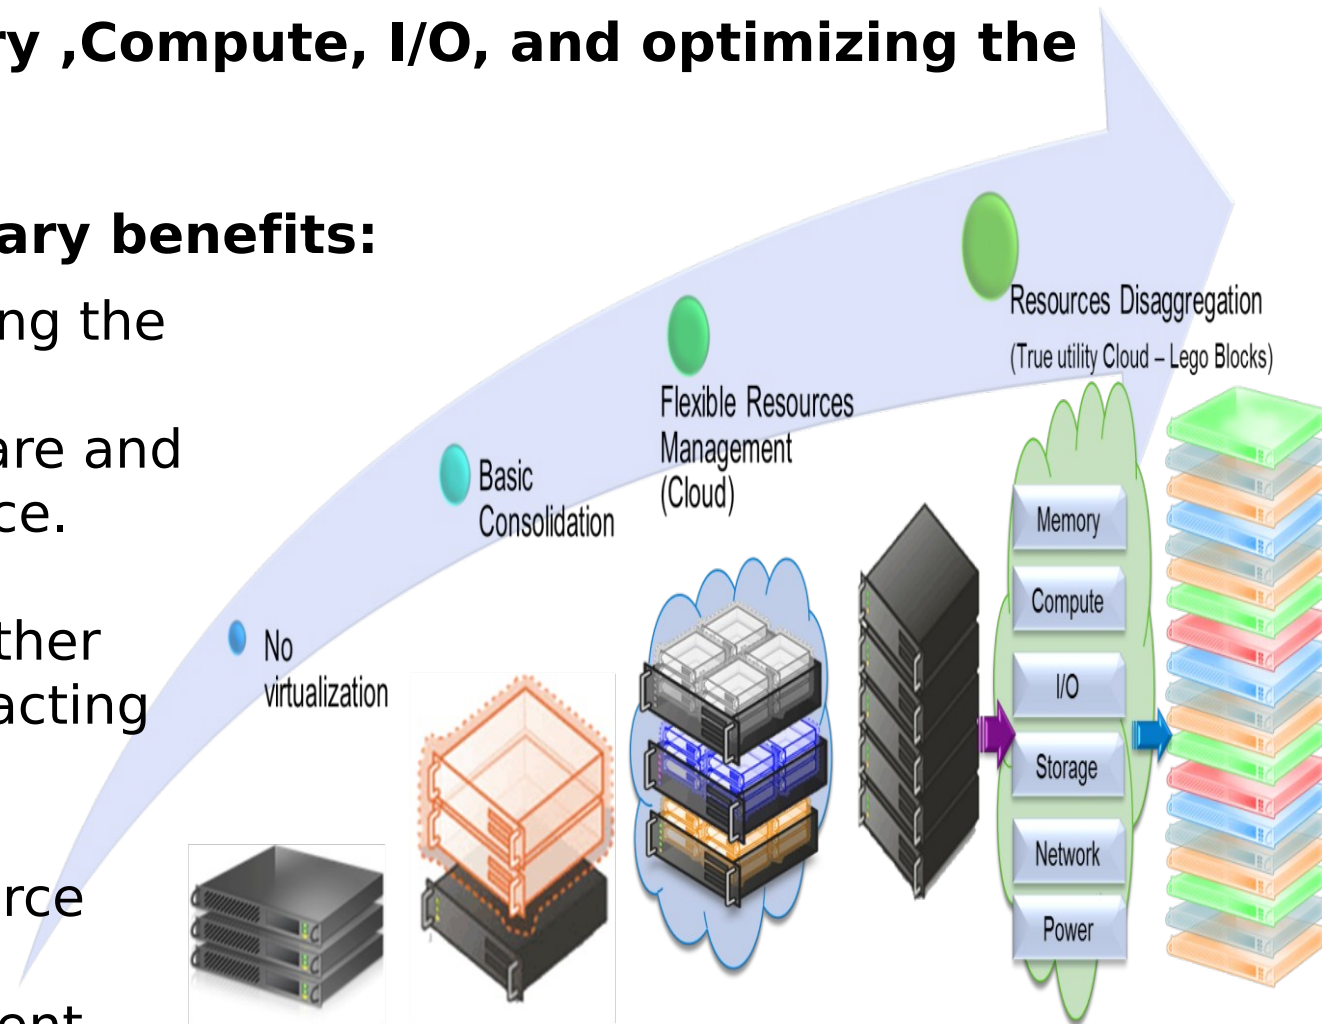 ry ,Compute, I/O, and optimizing the
ary benefits:
ng the
are and
ce.
ther
acting
rce
ent
No
virtualization
Basic
Consolidation
Flexible Resources
Management
(Cloud)
Resources Disaggregation
(True utility Cloud – Lego Blocks)
Memory
Compute
I/O
Storage
Network
Power